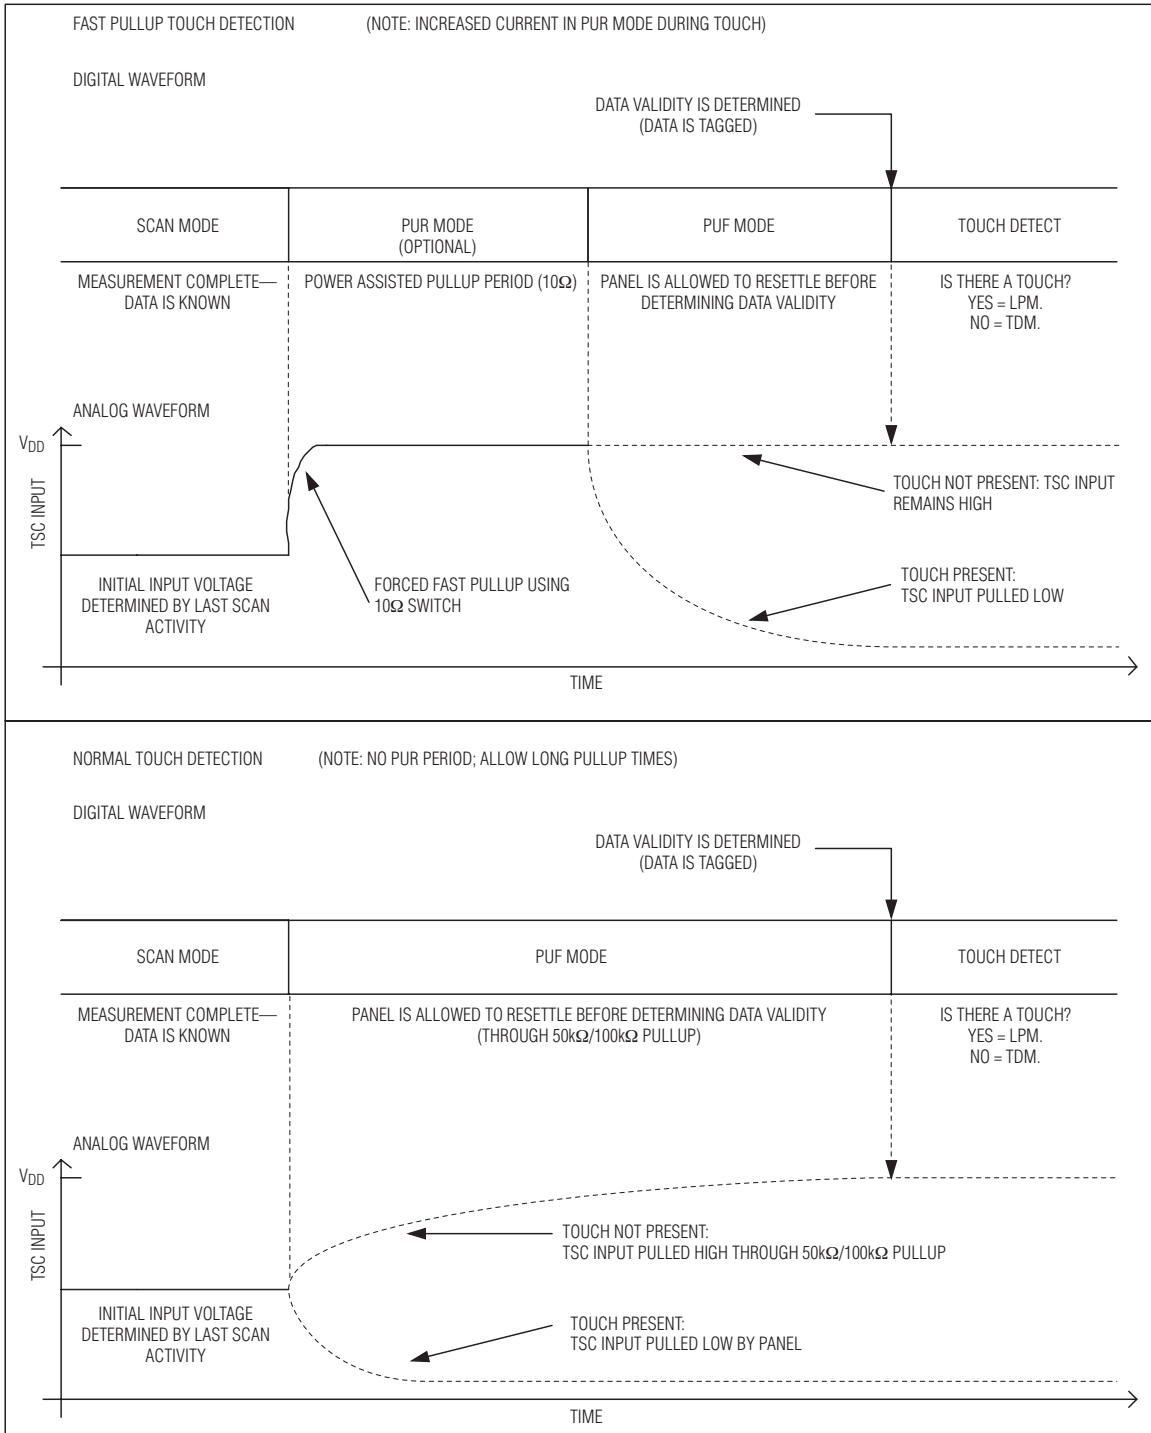 FAST PULLUP TOUCH DETECTION (NOTE: INCREASED CURRENT IN PUR MODE DURING TOUCH)
DIGITAL WAVEFORM
DATA VALIDITY IS DETERMINED
(DATA IS TAGGED)
SCAN MODE
PUR MODE
(OPTIONAL)
PUF MODE
TOUCH DETECT
MEASUREMENT COMPLETE—
DATA IS KNOWN
POWER ASSISTED PULLUP PERIOD (10Ω)
PANEL IS ALLOWED TO RESETTLE BEFORE
DETERMINING DATA VALIDITY
IS THERE A TOUCH?
YES = LPM.
NO = TDM.
ANALOG WAVEFORM
VDD
TSC INPUT
TOUCH NOT PRESENT: TSC INPUT
REMAINS HIGH
INITIAL INPUT VOLTAGE
DETERMINED BY LAST SCAN
ACTIVITY
FORCED FAST PULLUP USING
10Ω SWITCH
TOUCH PRESENT:
TSC INPUT PULLED LOW
TIME
NORMAL TOUCH DETECTION (NOTE: NO PUR PERIOD; ALLOW LONG PULLUP TIMES)
DIGITAL WAVEFORM
DATA VALIDITY IS DETERMINED
(DATA IS TAGGED)
SCAN MODE
PUF MODE
TOUCH DETECT
MEASUREMENT COMPLETE—
DATA IS KNOWN
PANEL IS ALLOWED TO RESETTLE BEFORE DETERMINING DATA VALIDITY
(THROUGH 50kΩ/100kΩ PULLUP)
IS THERE A TOUCH?
YES = LPM.
NO = TDM.
ANALOG WAVEFORM
VDD
TSC INPUT
TOUCH NOT PRESENT:
TSC INPUT PULLED HIGH THROUGH 50kΩ/100kΩ PULLUP
INITIAL INPUT VOLTAGE
DETERMINED BY LAST SCAN
ACTIVITY
TOUCH PRESENT:
TSC INPUT PULLED LOW BY PANEL
TIME